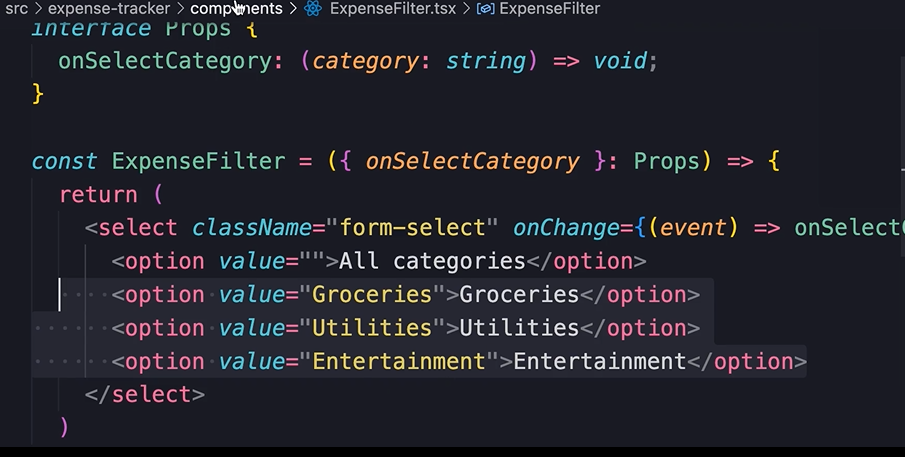 src > expense-tracker > components > ExpenseFilter.tsx > ExpenseFilter
interface Props {
onSelectCategory: (category: string) => void;
}
const ExpenseFilter = ({ onSelectCategory }: Props) => {
return (
<select className="form-select" onChange={(event) => onSelectC
<option value="">All categories</option>
<option value="Groceries">Groceries</option>
<option value="Utilities">Utilities</option>
<option value="Entertainment">Entertainment</option>
</select>
)